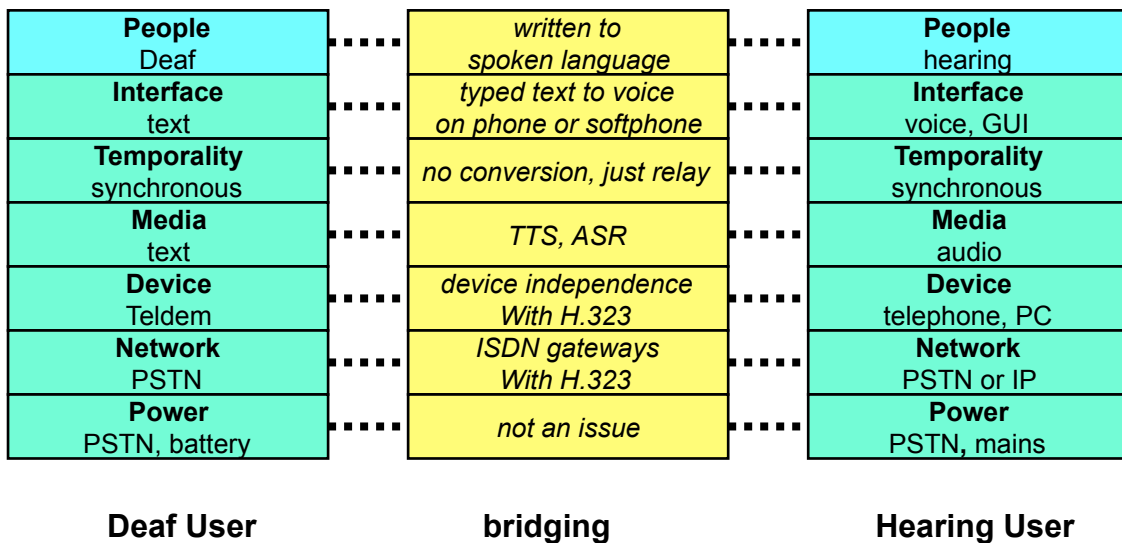 People
Deaf
written to
spoken language
People
hearing
Interface
text
typed text to voice
on phone or softphone
Interface
voice, GUI
Temporality
synchronous
no conversion, just relay
Temporality
synchronous
Media
text
TTS, ASR
Media
audio
Device
Teldem
device independence
With H.323
Device
telephone, PC
Network
PSTN
ISDN gateways
With H.323
Network
PSTN or IP
Power
PSTN, battery
not an issue
Power
PSTN, mains
Deaf User
bridging
Hearing User